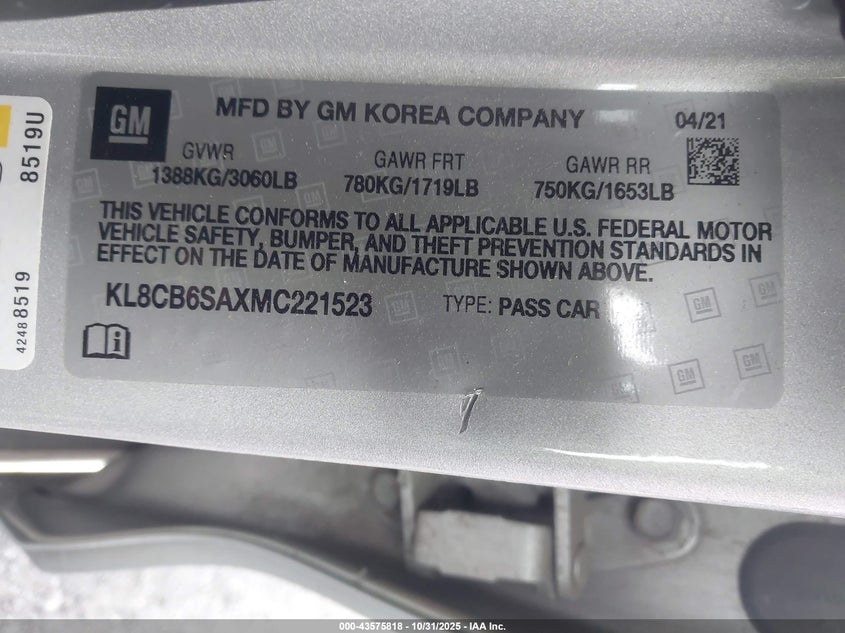 GM
MFD BY GM KOREA COMPANY 04/21
GVWR GAWR FRT GAWR RR
1388KG/3060LB 780KG/1719LB 750KG/1653LB
THIS VEHICLE CONFORMS TO ALL APPLICABLE U.S. FEDERAL MOTOR
VEHICLE SAFETY, BUMPER, AND THEFT PREVENTION STANDARDS IN
EFFECT ON THE DATE OF MANUFACTURE SHOWN ABOVE.
KL8CB6SAXMC221523 TYPE: PASS CAR
8519U
42488519
000-43575818 - 10/31/2025 - IAA Inc.